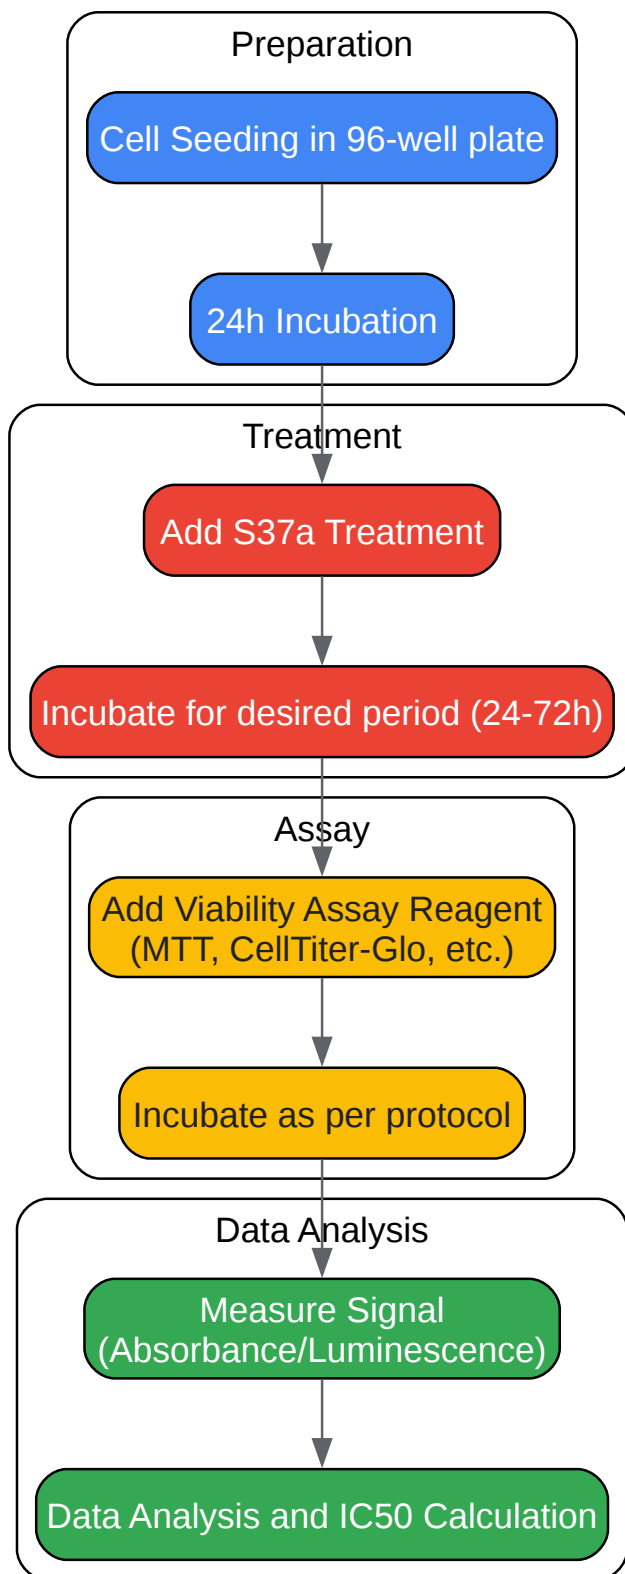 Preparation
Cell Seeding in 96-well plate
24h Incubation
Treatment
Add S37a Treatment
Incubate for desired period (24-72h)
Assay
Add Viability Assay Reagent
(MTT, CellTiter-Glo, etc.)
Incubate as per protocol
Data Analysis
Measure Signal
(Absorbance/Luminescence)
Data Analysis and IC50 Calculation